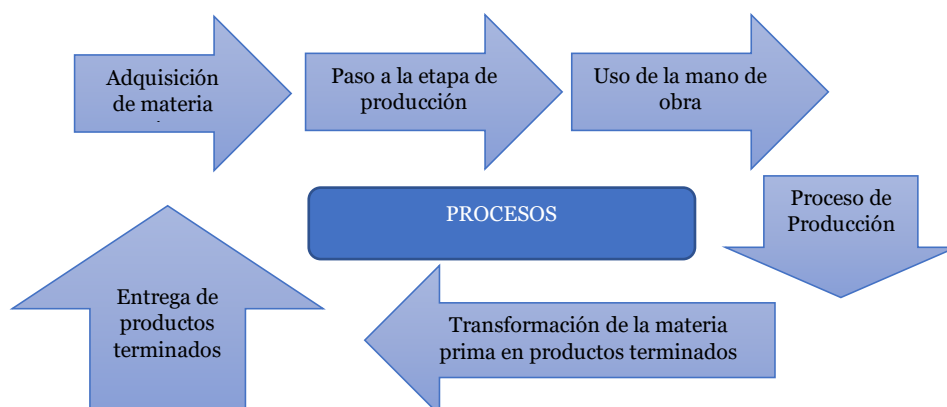 Adquisición
de materia
Paso a la etapa de
producción
Uso de la mano de
obra
Proceso de
Producción
PROCESOS
Transformación de la materia
prima en productos terminados
Entrega de
productos
terminados